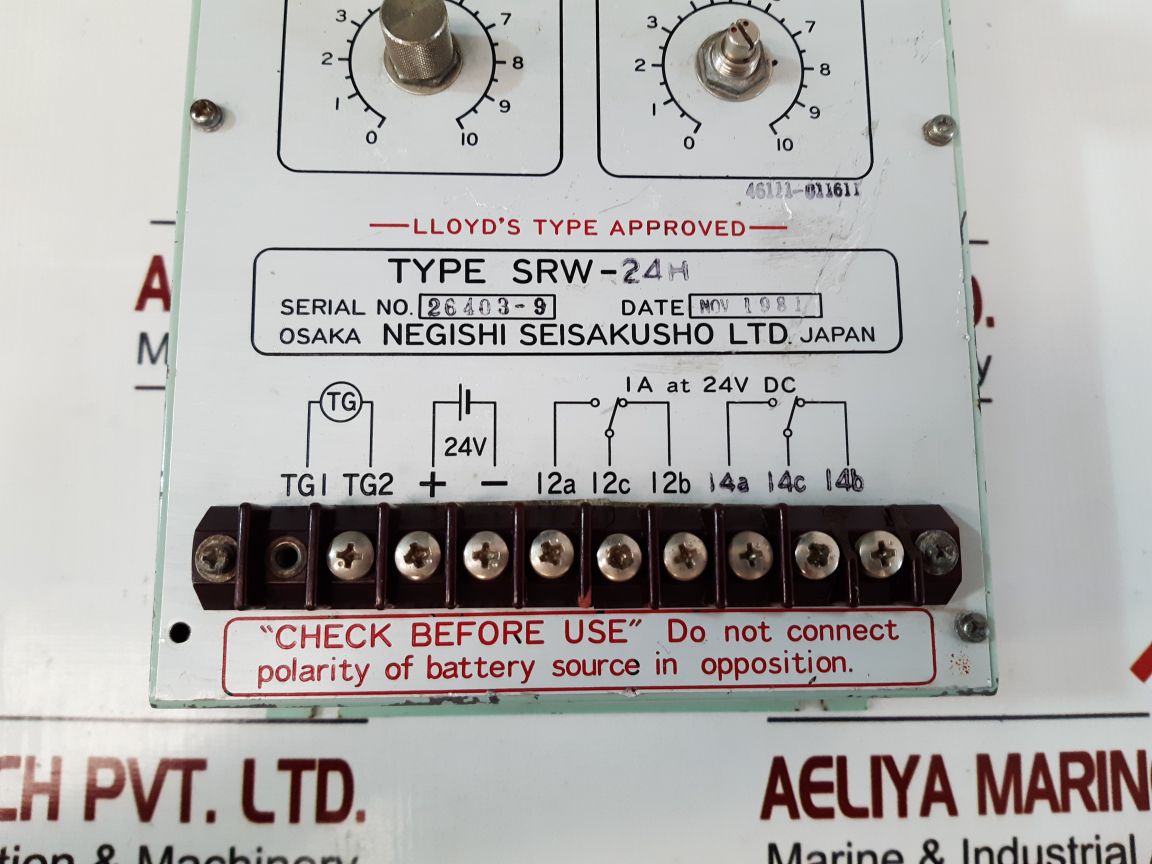 3 7 3 7
2 8 2 8
1 9 1 9
0 10 0 10
46111-011611
LLOYD'S TYPE APPROVED
TYPE SRW-24H
SERIAL NO. 26403-9 DATE NOV 1981
OSAKA NEGISHI SEISAKUSHO LTD. JAPAN
1A at 24V DC
TG
24V
TG1 TG2 + − 12a 12c 12b 14a 14c 14b
"CHECK BEFORE USE" Do not connect
polarity of battery source in opposition.
PVT. LTD.
& Machinery
AELIYA MARIN
Marine & Industrial